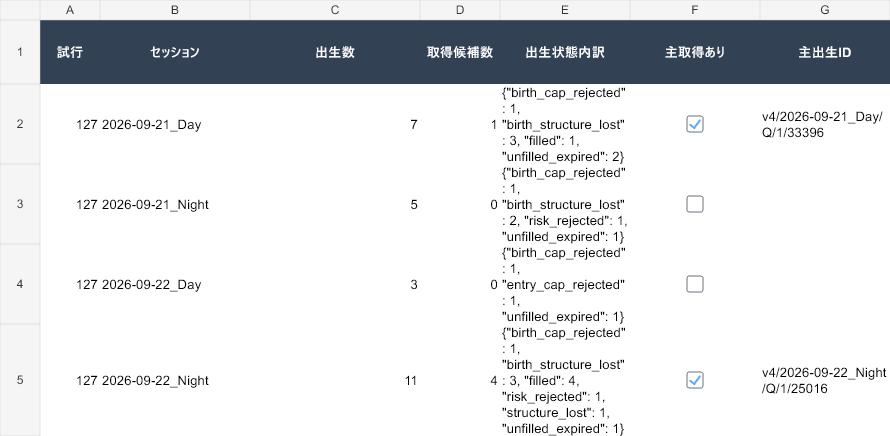 A B C D E F G
1 試行 セッション 出生数 取得候補数 出生状態内訳 主取得あり 主出生ID
{"birth_cap_rejected"
: 1,
2 127 2026-09-21_Day 7 1 "birth_structure_lost" v4/2026-09-21_Day/
: 3, "filled": 1, Q/1/33396
"unfilled_expired": 2}
{"birth_cap_rejected"
: 1,
3 127 2026-09-21_Night 5 0 "birth_structure_lost"
: 2, "risk_rejected": 1,
"unfilled_expired": 1}
{"birth_cap_rejected"
: 1,
4 127 2026-09-22_Day 3 0 "entry_cap_rejected"
: 1,
"unfilled_expired": 1}
{"birth_cap_rejected"
: 1,
"birth_structure_lost" v4/2026-09-22_Night
5 127 2026-09-22_Night 11 4 : 3, "filled": 4, /Q/1/25016
"risk_rejected": 1,
"structure_lost": 1,
"unfilled_expired": 1}